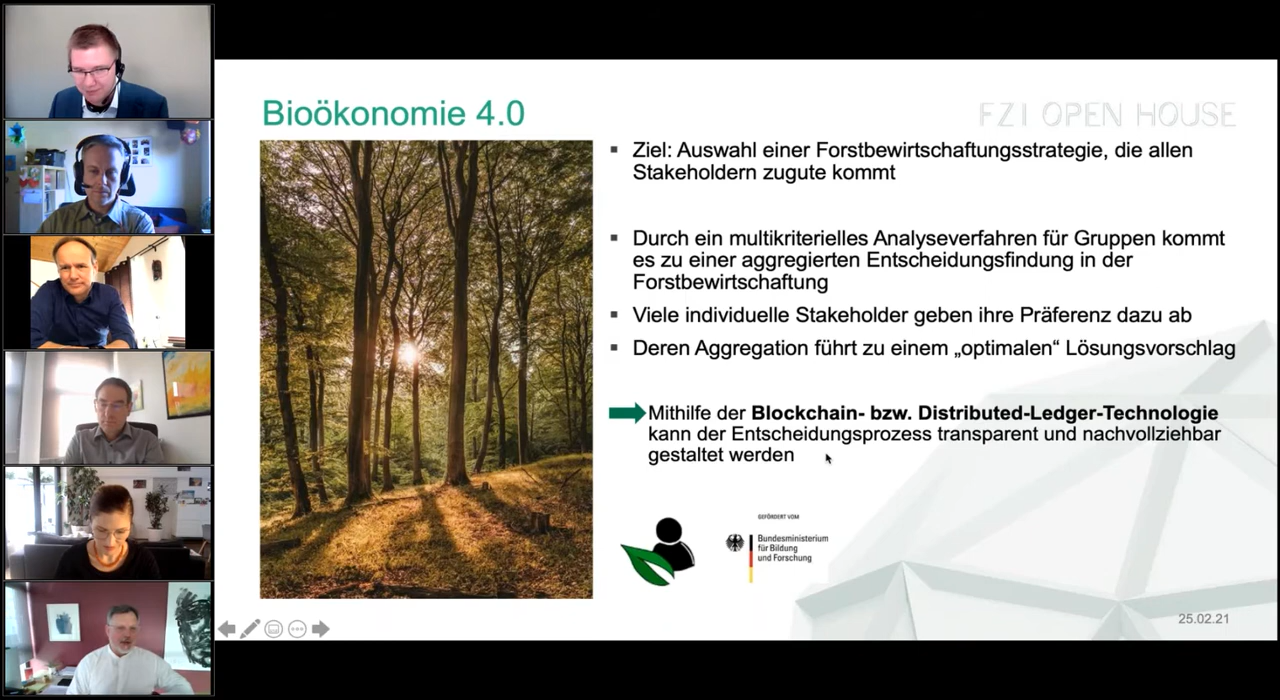 Bioökonomie 4.0
FZI OPEN HOUSE
▪ Ziel: Auswahl einer Forstbewirtschaftungsstrategie, die allen
Stakeholdern zugute kommt
▪ Durch ein multikriterielles Analyseverfahren für Gruppen kommt
es zu einer aggregierten Entscheidungsfindung in der
Forstbewirtschaftung
▪ Viele individuelle Stakeholder geben ihre Präferenz dazu ab
▪ Deren Aggregation führt zu einem „optimalen“ Lösungsvorschlag
Mithilfe der Blockchain- bzw. Distributed-Ledger-Technologie
kann der Entscheidungsprozess transparent und nachvollziehbar
gestaltet werden
GEFÖRDERT VOM
Bundesministerium
für Bildung
und Forschung
25.02.21